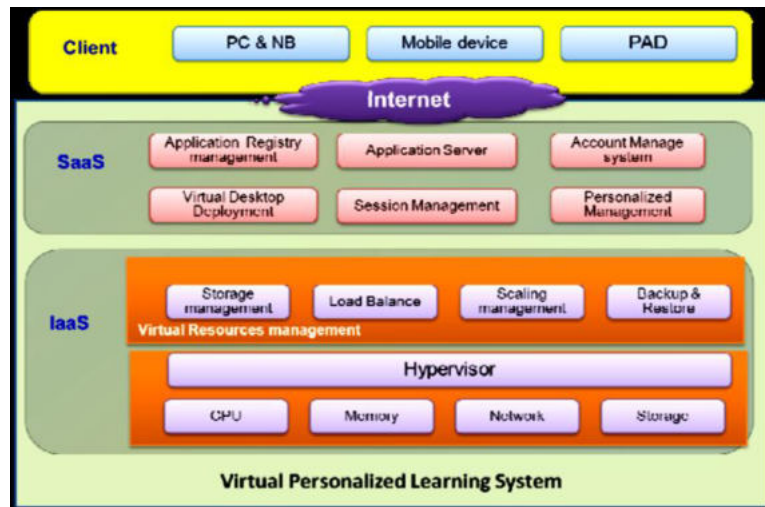 Client
PC & NB
Mobile device
PAD
Internet
SaaS
Application Registry
management
Application Server
Account Manage
system
Virtual Desktop
Deployment
Session Management
Personalized
Management
IaaS
Storage
management
Load Balance
Scaling
management
Backup &
Restore
Virtual Resources management
Hypervisor
CPU
Memory
Network
Storage
Virtual Personalized Learning System